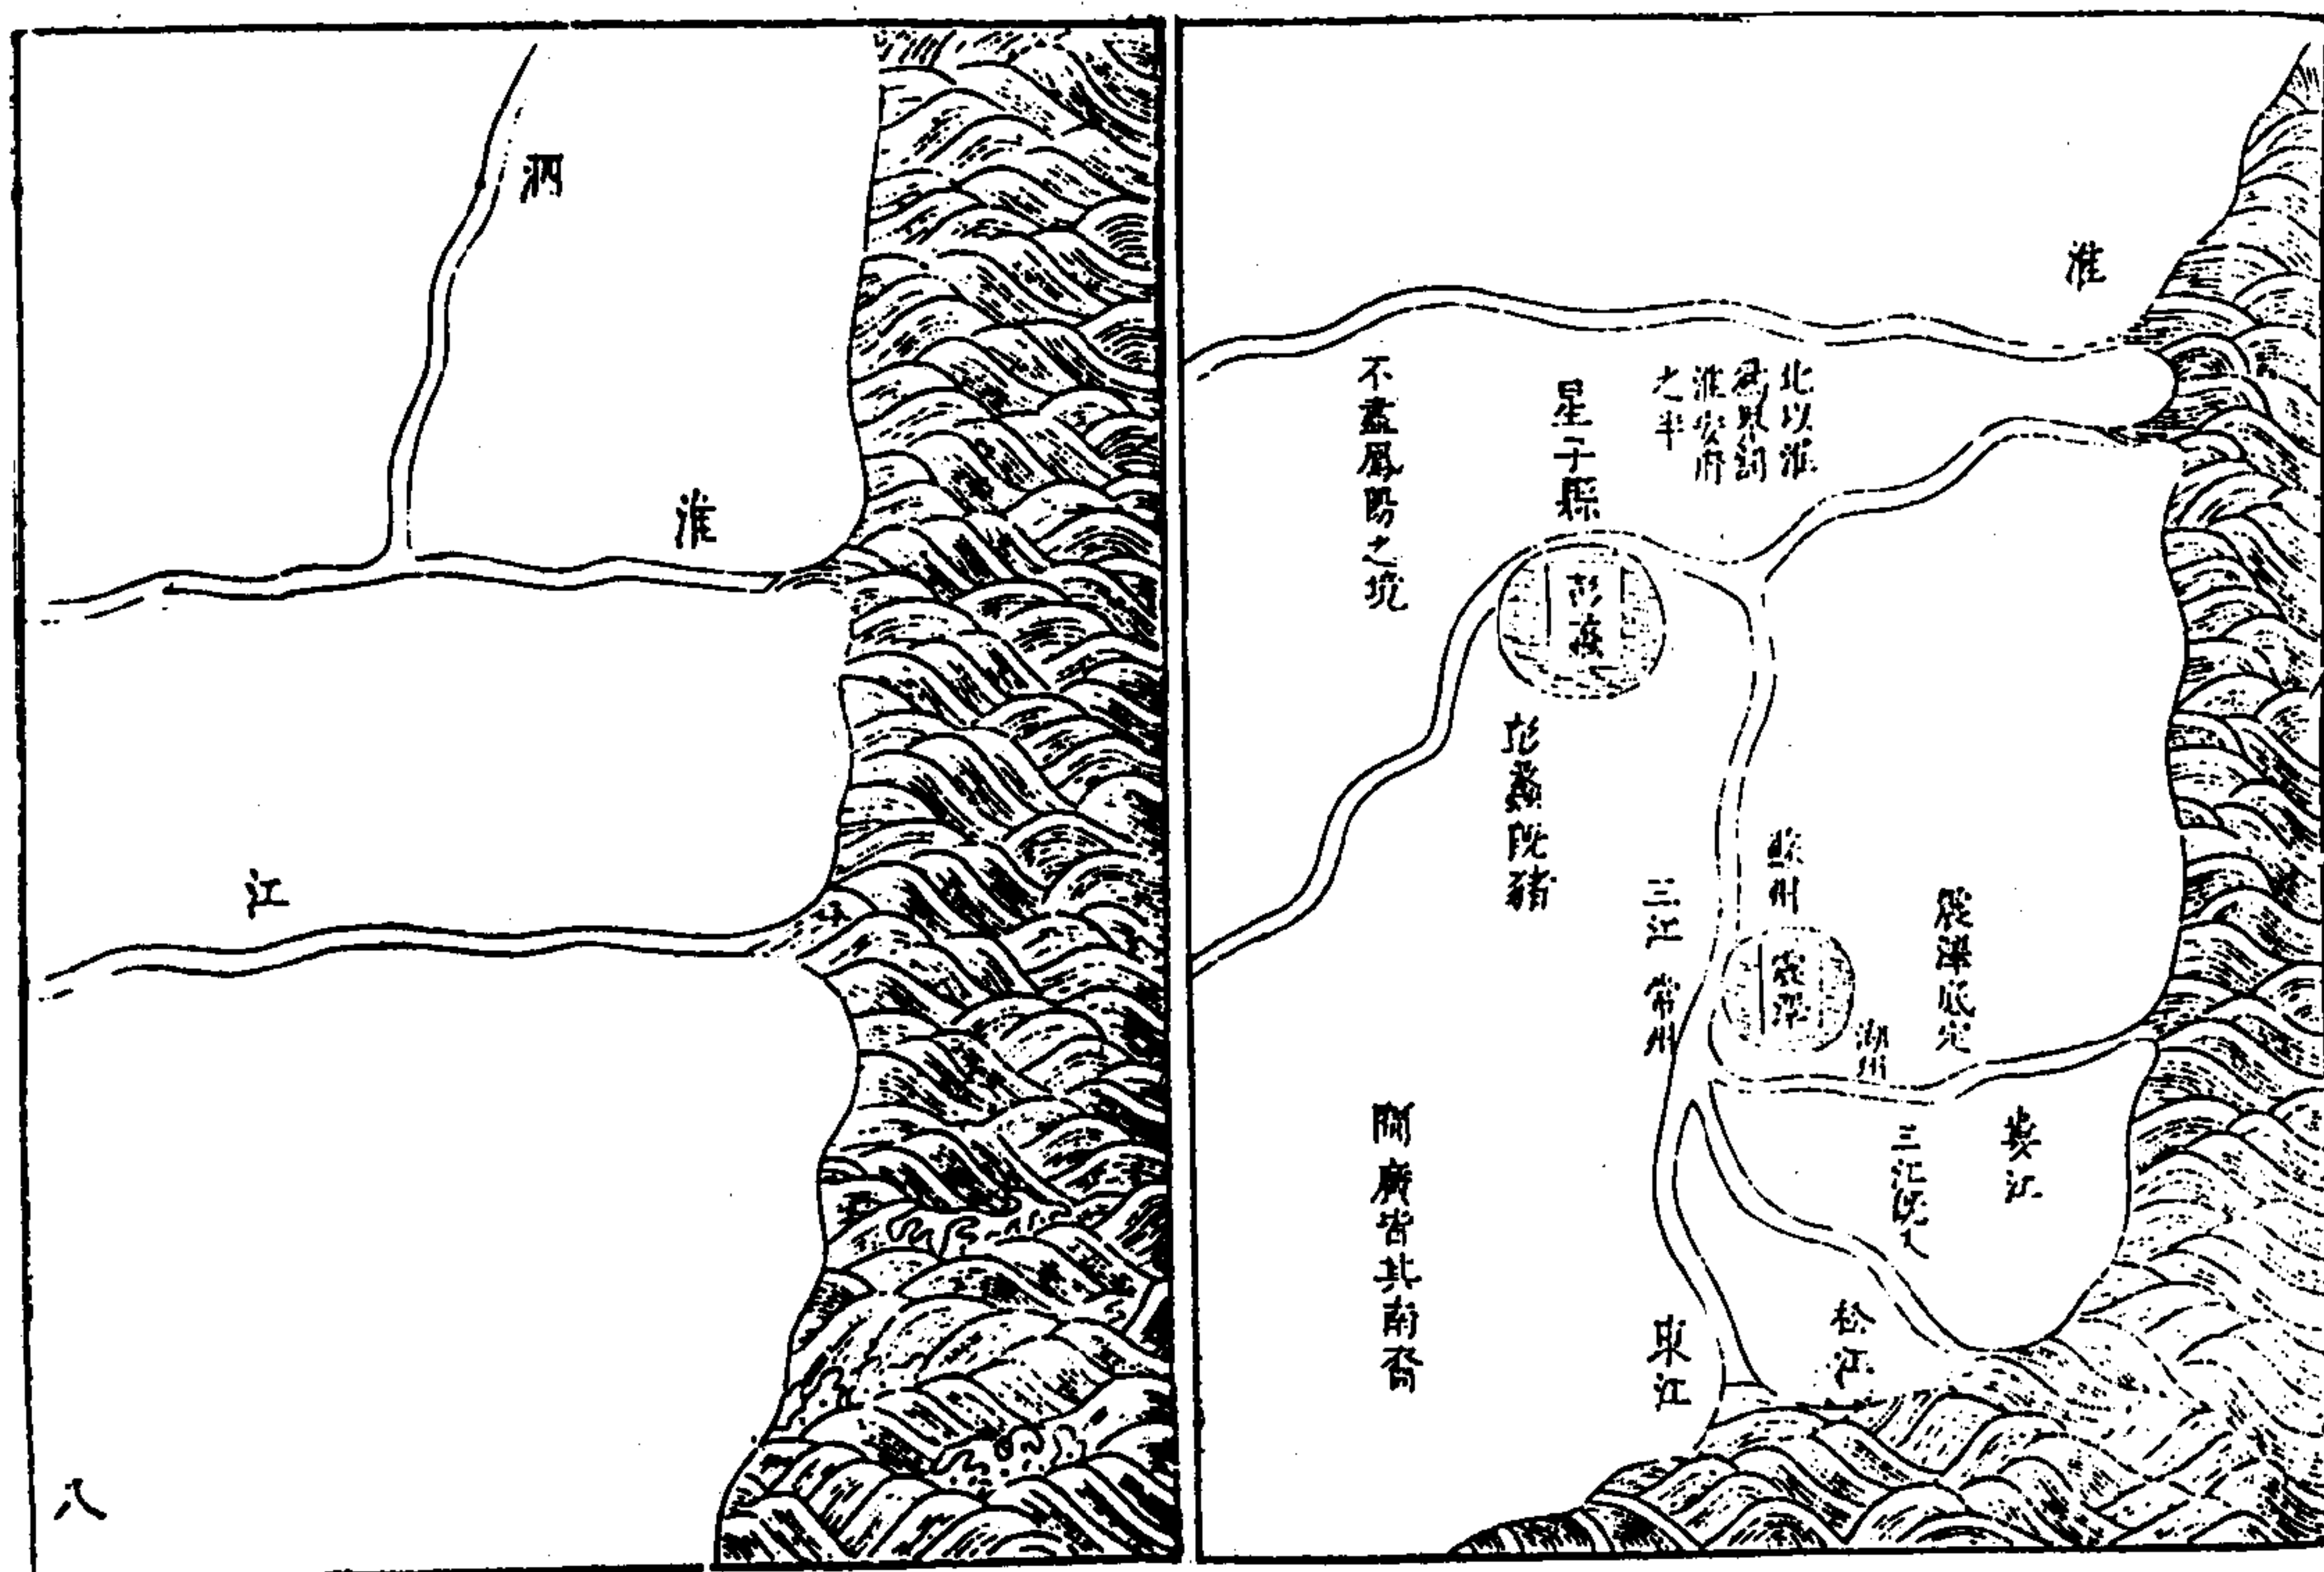 淮
北以淮
淮安府
之半
星子縣
不盡鳳陽之境
彭蠡
彭蠡既豬
蘇州
震澤
湖州
震澤底定
三江
常州
婁江
三江既入
松江
東江
閩廣皆其南裔
泗
淮
江
八